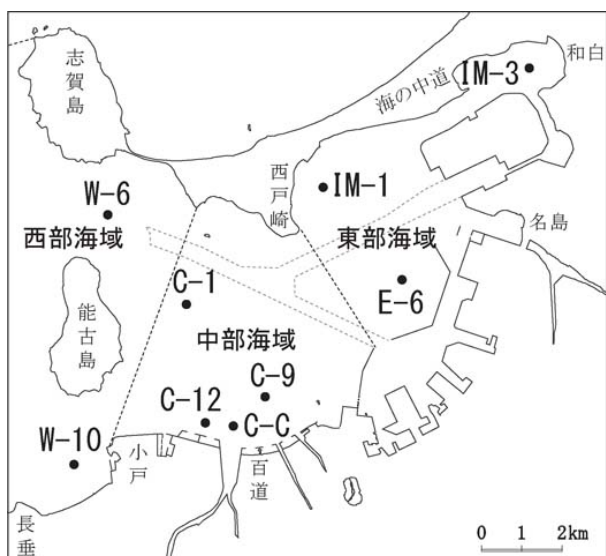 志賀島
海の中道
和白
IM-3
西戸崎
IM-1
W-6
西部海域
東部海域
名島
C-1
E-6
能古島
中部海域
C-9
C-12
C-C
W-10
小戸
百道
長垂
0 1 2km